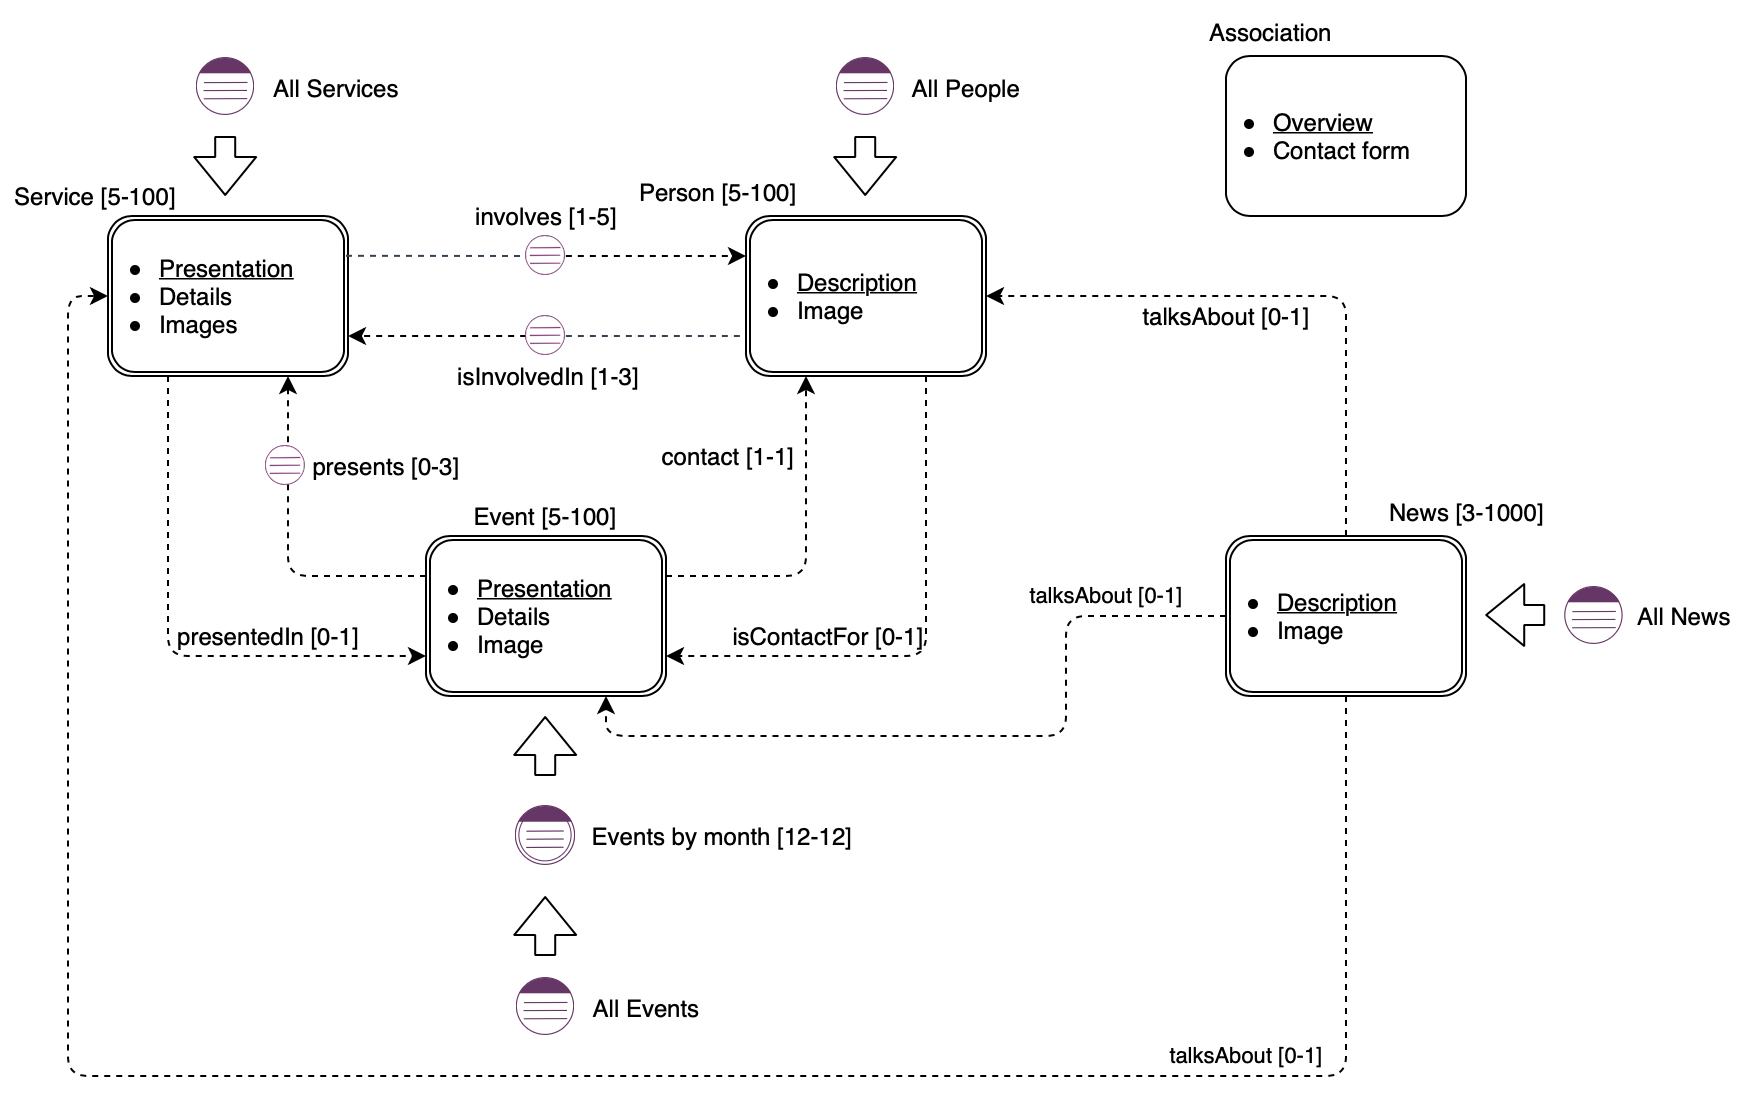 Association
All Services
All People
● Overview
● Contact form
Service [5-100]
Person [5-100]
involves [1-5]
● Presentation
● Details
● Images
● Description
● Image
talksAbout [0-1]
isInvolvedIn [1-3]
presents [0-3]
contact [1-1]
Event [5-100]
News [3-1000]
● Presentation
● Details
● Image
talksAbout [0-1]
● Description
● Image
All News
presentedIn [0-1]
isContactFor [0-1]
Events by month [12-12]
All Events
talksAbout [0-1]